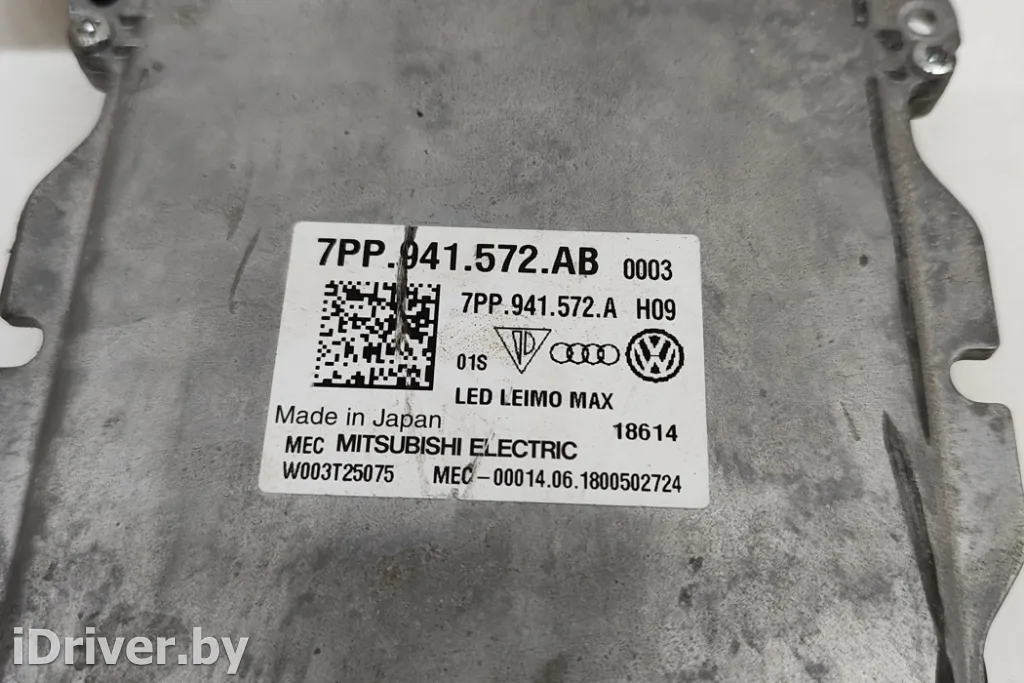 7PP.941.572.AB 0003
7PP.941.572.A H09
01S
LED LEIMO MAX
Made in Japan 18614
MEC MITSUBISHI ELECTRIC
W003T25075 MEC-00014.06.1800502724
iDriver.by